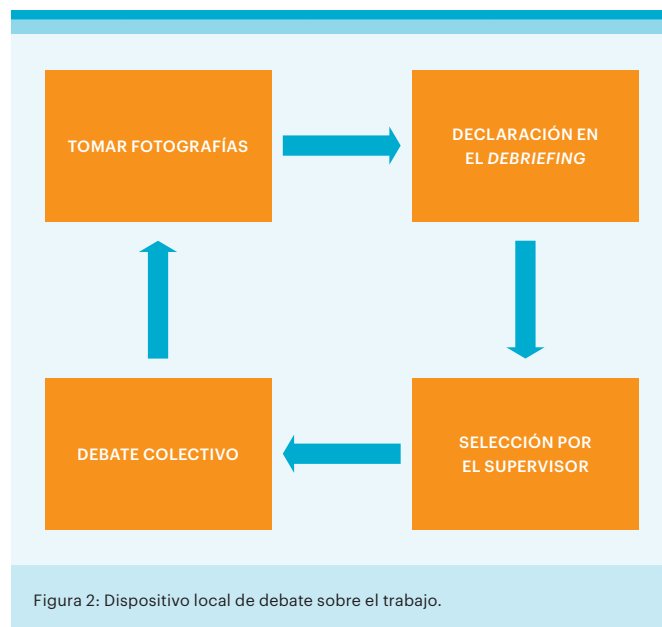 TOMAR FOTOGRAFÍAS
DECLARACIÓN EN
EL DEBRIEFING
DEBATE COLECTIVO
SELECCIÓN POR
EL SUPERVISOR
Figura 2: Dispositivo local de debate sobre el trabajo.